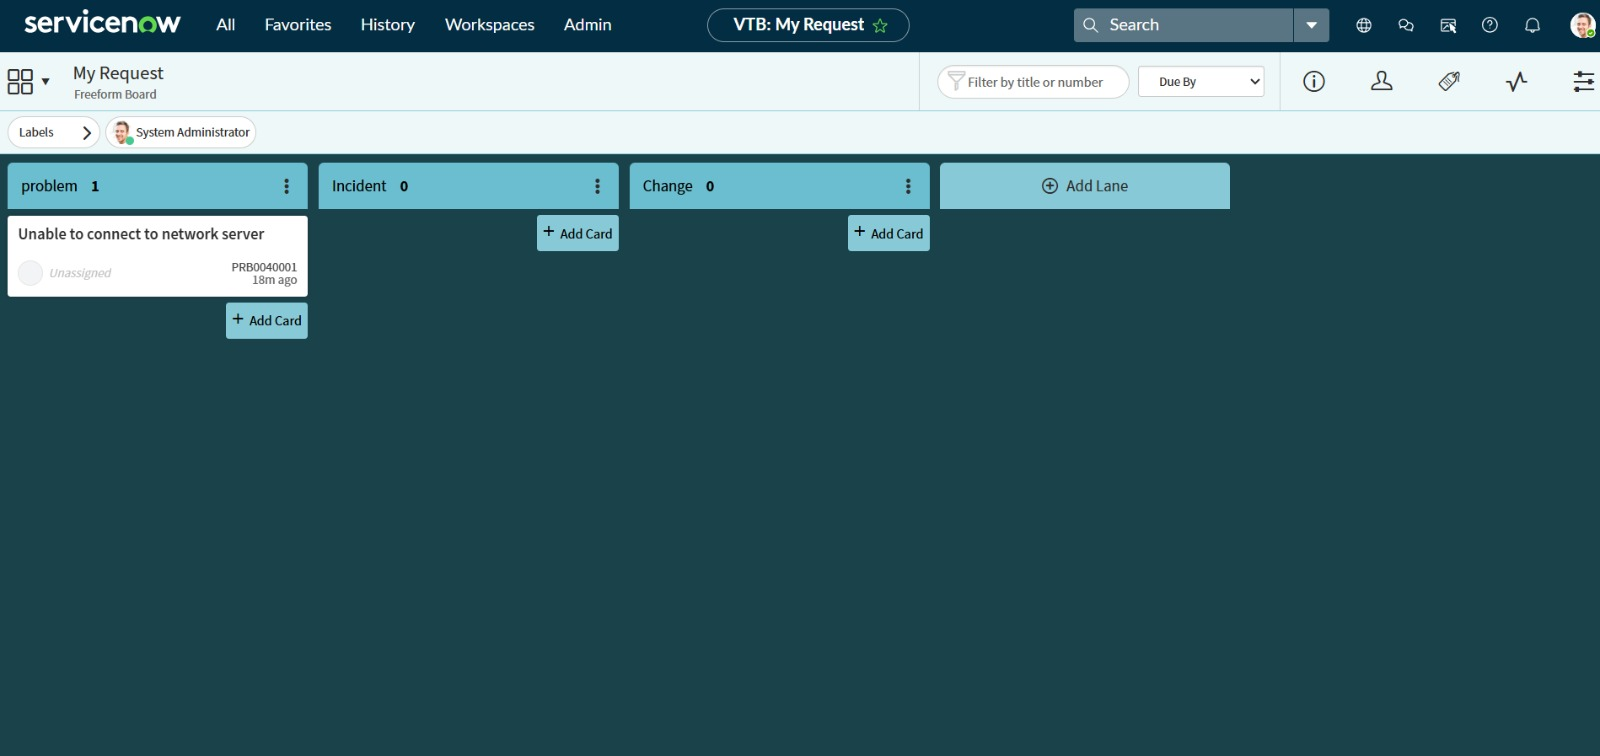 servicenow All Favorites History Workspaces Admin VTB: My Request Search
My Request
Freeform Board
Filter by title or number Due By
Labels System Administrator
problem 1 Incident 0 Change 0 Add Lane
Unable to connect to network server
Unassigned
PRB0040001
18m ago
+ Add Card
+ Add Card
+ Add Card